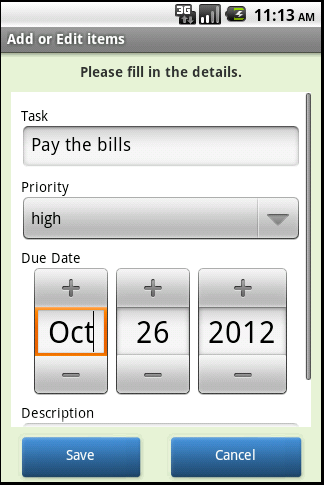 3G 11:13 AM
Add or Edit items
Please fill in the details.
Task
Pay the bills
Priority
high
Due Date
+ + +
Oct 26 2012
− − −
Description
Save Cancel